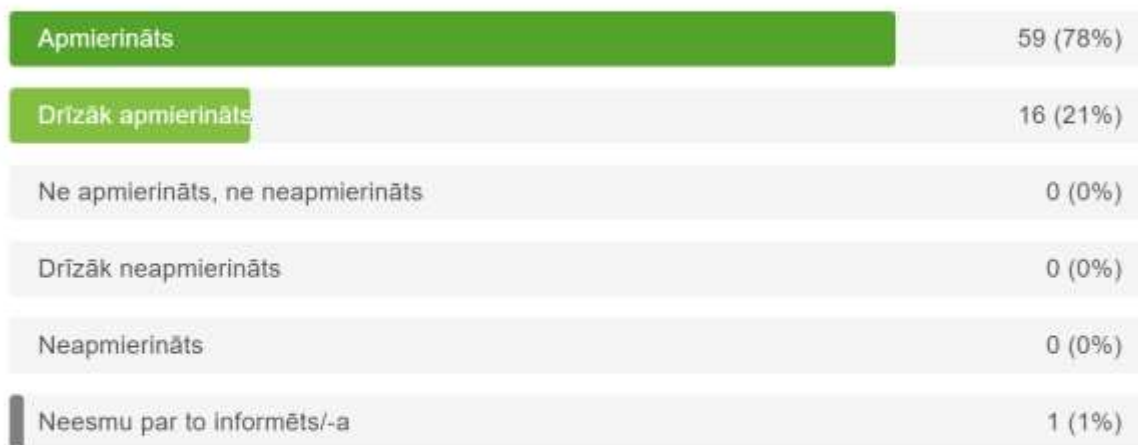 Apmierināts 59 (78%)
Drīzāk apmierināts 16 (21%)
Ne apmierināts, ne neapmierināts 0 (0%)
Drīzāk neapmierināts 0 (0%)
Neapmierināts 0 (0%)
Neesmu par to informēts/-a 1 (1%)